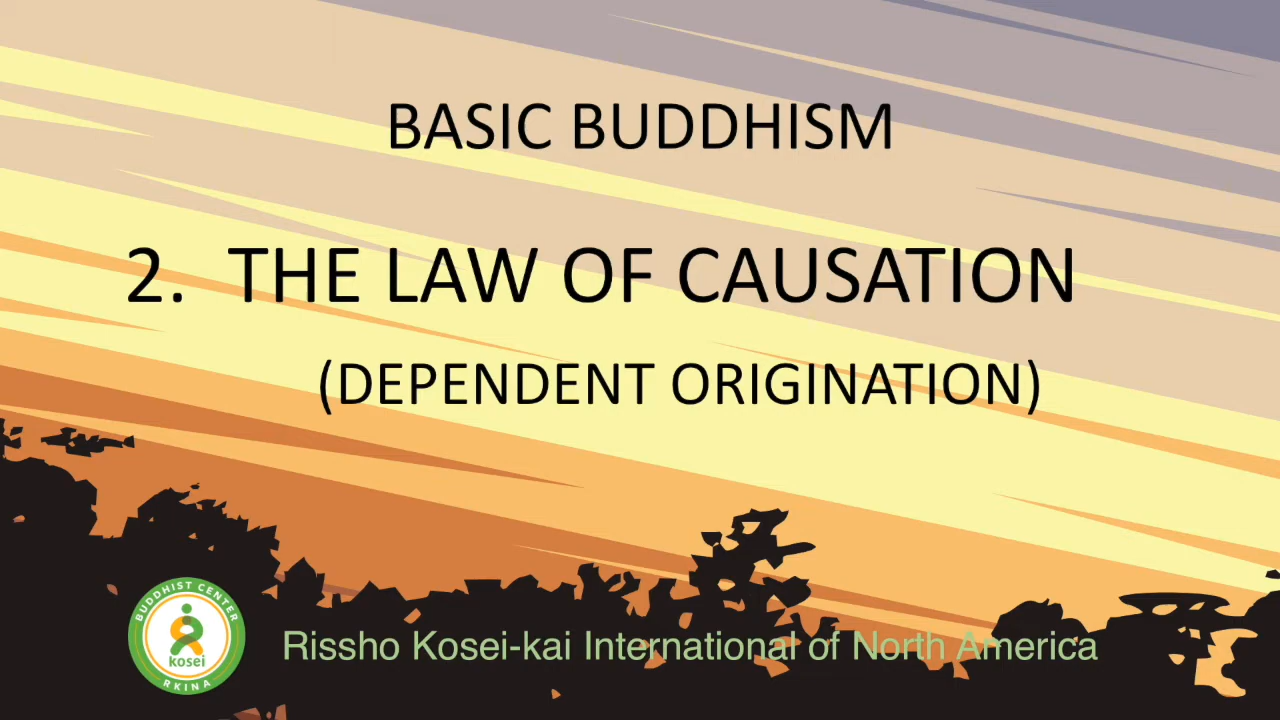 BASIC BUDDHISM
2. THE LAW OF CAUSATION
(DEPENDENT ORIGINATION)
BUDDHIST CENTER
kosei
RKINA
Rissho Kosei-kai International of North America